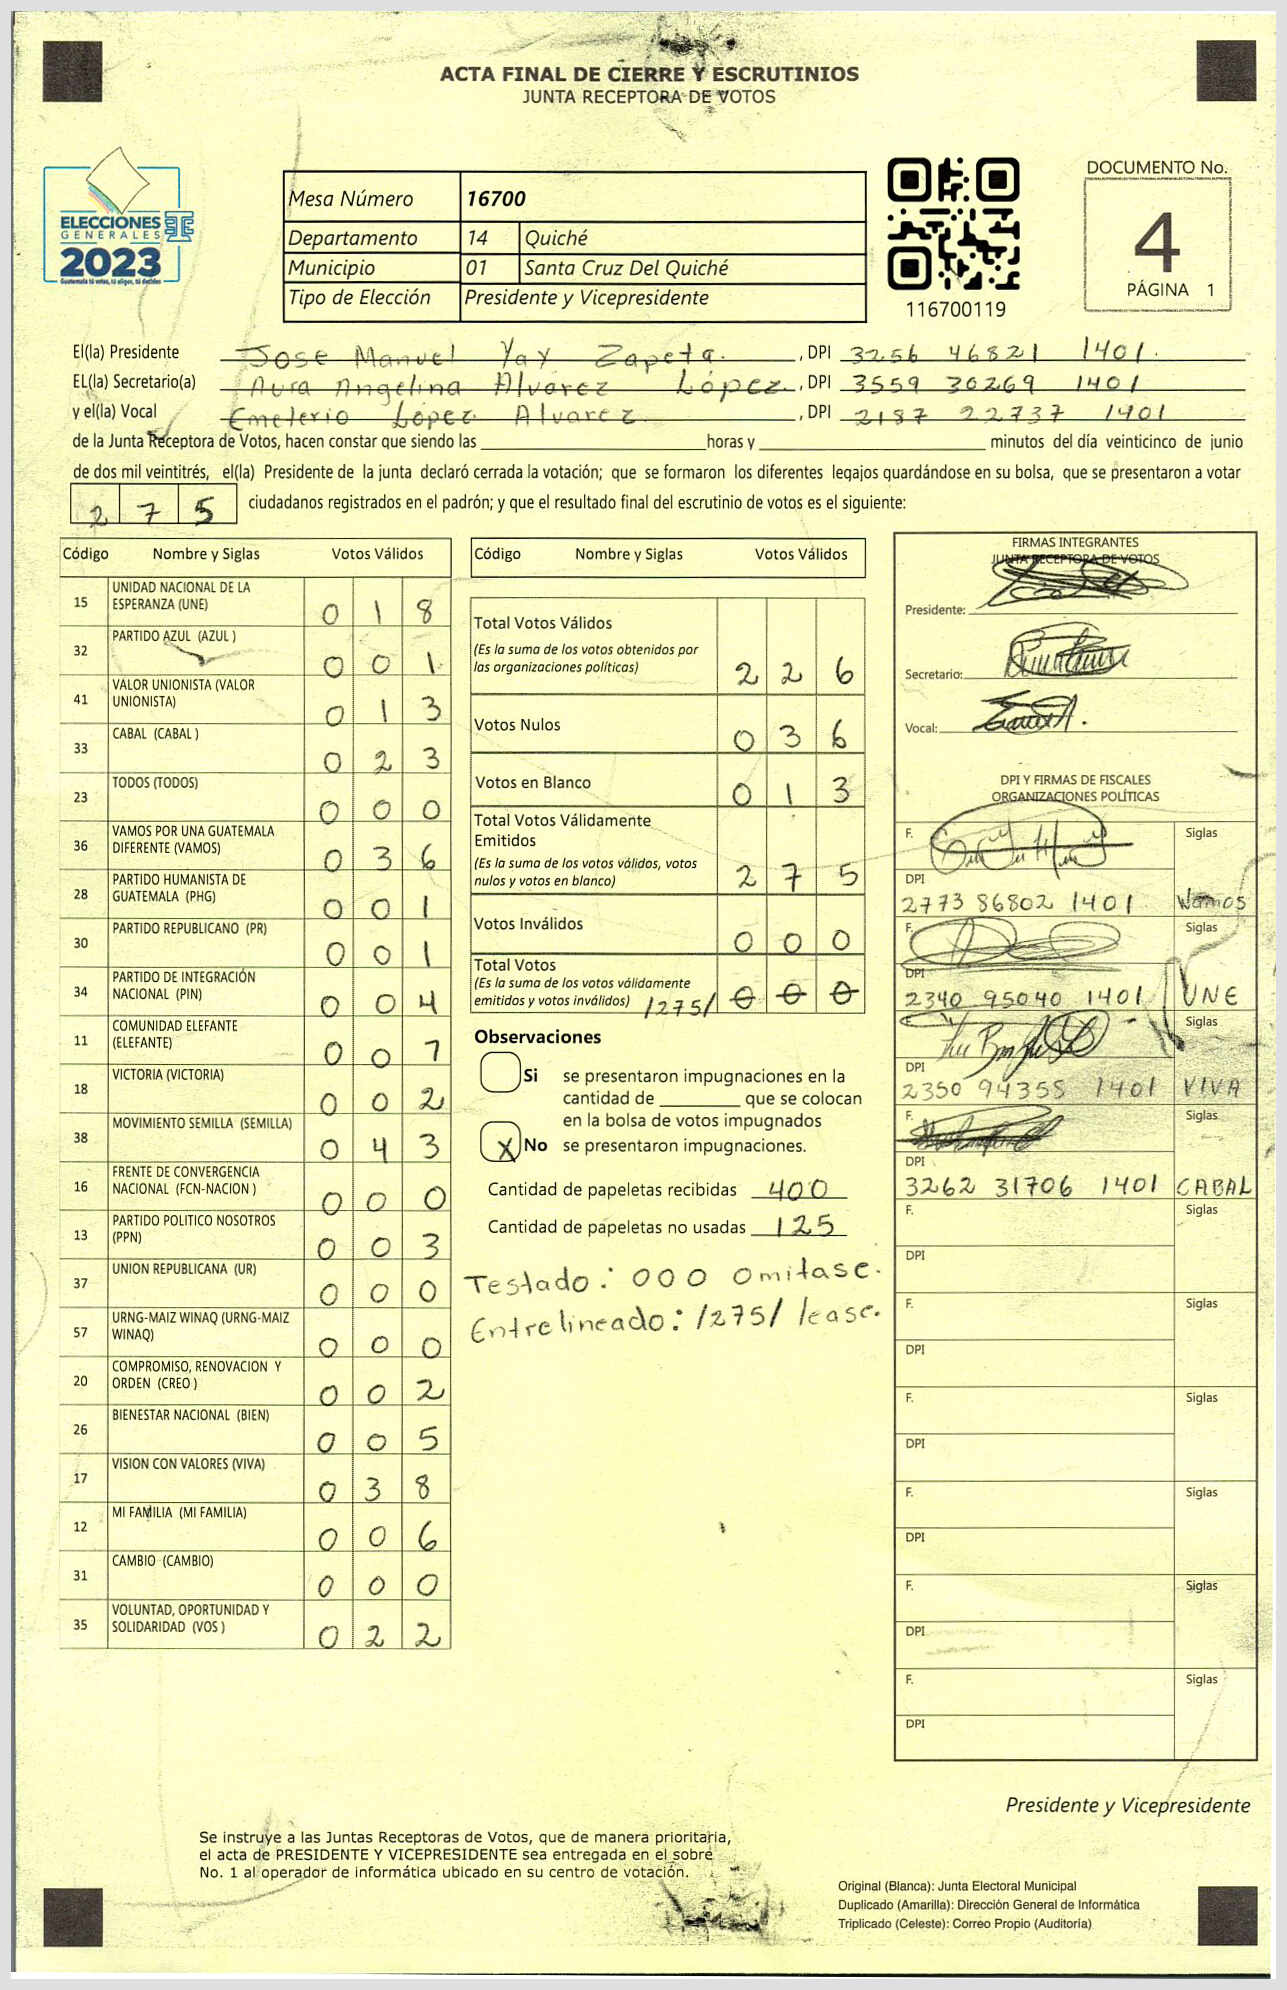 ACTA FINAL DE CIERRE Y ESCRUTINIOS
JUNTA RECEPTORA DE VOTOS
ELECCIONES
GENERALES
2023
Guatemala tú votas, tú eliges, tú decides
Mesa Número 16700
Departamento 14 Quiché
Municipio 01 Santa Cruz Del Quiché
Tipo de Elección Presidente y Vicepresidente
116700119
DOCUMENTO No.
4
PÁGINA 1
El(la) Presidente Jose Manuel Yay Zapeta. , DPI 3256 46821 1401.
EL(la) Secretario(a) Aura Angelina Alvarez López. , DPI 3559 30269 1401
y el(la) Vocal Emeterio López Alvarez , DPI 2187 22737 1401
de la Junta Receptora de Votos, hacen constar que siendo las horas y minutos del día veinticinco de junio
de dos mil veintitrés, el(la) Presidente de la junta declaró cerrada la votación; que se formaron los diferentes legajos guardándose en su bolsa, que se presentaron a votar
2 7 5 ciudadanos registrados en el padrón; y que el resultado final del escrutinio de votos es el siguiente:
Código Nombre y Siglas Votos Válidos
15 UNIDAD NACIONAL DE LA
ESPERANZA (UNE) 0 1 8
32 PARTIDO AZUL (AZUL ) 0 0 1
41 VALOR UNIONISTA (VALOR
UNIONISTA) 0 1 3
33 CABAL (CABAL ) 0 2 3
23 TODOS (TODOS) 0 0 0
36 VAMOS POR UNA GUATEMALA
DIFERENTE (VAMOS) 0 3 6
28 PARTIDO HUMANISTA DE
GUATEMALA (PHG) 0 0 1
30 PARTIDO REPUBLICANO (PR) 0 0 1
34 PARTIDO DE INTEGRACIÓN
NACIONAL (PIN) 0 0 4
11 COMUNIDAD ELEFANTE
(ELEFANTE) 0 0 7
18 VICTORIA (VICTORIA) 0 0 2
38 MOVIMIENTO SEMILLA (SEMILLA) 0 4 3
16 FRENTE DE CONVERGENCIA
NACIONAL (FCN-NACION ) 0 0 0
13 PARTIDO POLITICO NOSOTROS
(PPN) 0 0 3
37 UNION REPUBLICANA (UR) 0 0 0
57 URNG-MAIZ WINAQ (URNG-MAIZ
WINAQ) 0 0 0
20 COMPROMISO, RENOVACION Y
ORDEN (CREO ) 0 0 2
26 BIENESTAR NACIONAL (BIEN) 0 0 5
17 VISION CON VALORES (VIVA) 0 3 8
12 MI FAMILIA (MI FAMILIA) 0 0 6
31 CAMBIO (CAMBIO) 0 0 0
35 VOLUNTAD, OPORTUNIDAD Y
SOLIDARIDAD (VOS ) 0 2 2
Código Nombre y Siglas Votos Válidos
Total Votos Válidos
(Es la suma de los votos obtenidos por
las organizaciones políticas) 2 2 6
Votos Nulos 0 3 6
Votos en Blanco 0 1 3
Total Votos Válidamente
Emitidos
(Es la suma de los votos válidos, votos
nulos y votos en blanco) 2 7 5
Votos Inválidos 0 0 0
Total Votos
(Es la suma de los votos válidamente
emitidos y votos inválidos) /275/ 0 0 0
Observaciones
Si se presentaron impugnaciones en la
cantidad de que se colocan
en la bolsa de votos impugnados
X No se presentaron impugnaciones.
Cantidad de papeletas recibidas 400
Cantidad de papeletas no usadas 125
Testado: 000 Omitase.
Entrelineado: /275/ lease.
FIRMAS INTEGRANTES
JUNTA RECEPTORA DE VOTOS
Presidente:
Secretario:
Vocal:
DPI Y FIRMAS DE FISCALES
ORGANIZACIONES POLÍTICAS
F. Siglas
DPI
2773 86802 1401 Vamos
F. Siglas
DPI
2340 95040 1401 UNE
F. Siglas
DPI
2350 94358 1401 VIVA
F. Siglas
DPI
3262 31706 1401 CABAL
F. Siglas
DPI
F. Siglas
DPI
F. Siglas
DPI
F. Siglas
DPI
F. Siglas
DPI
F. Siglas
DPI
Presidente y Vicepresidente
Se instruye a las Juntas Receptoras de Votos, que de manera prioritaria,
el acta de PRESIDENTE Y VICEPRESIDENTE sea entregada en el sobre
No. 1 al operador de informática ubicado en su centro de votación.
Original (Blanca): Junta Electoral Municipal
Duplicado (Amarilla): Dirección General de Informática
Triplicado (Celeste): Correo Propio (Auditoría)